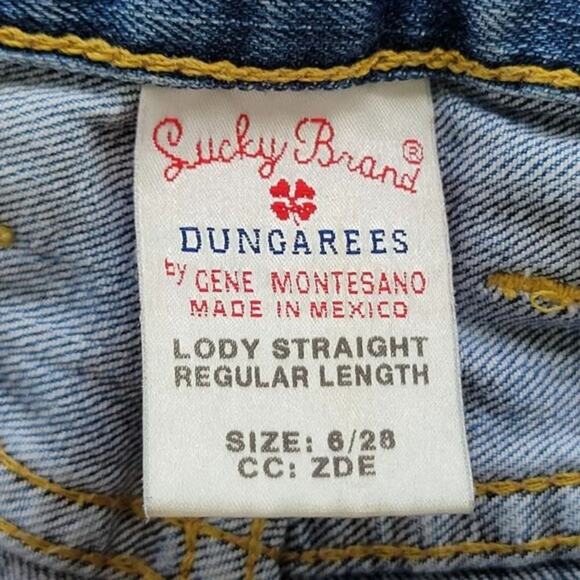 Lucky Brand®
DUNGAREES
by GENE MONTESANO
MADE IN MEXICO
LODY STRAIGHT
REGULAR LENGTH
SIZE: 6/28
CC: ZDE